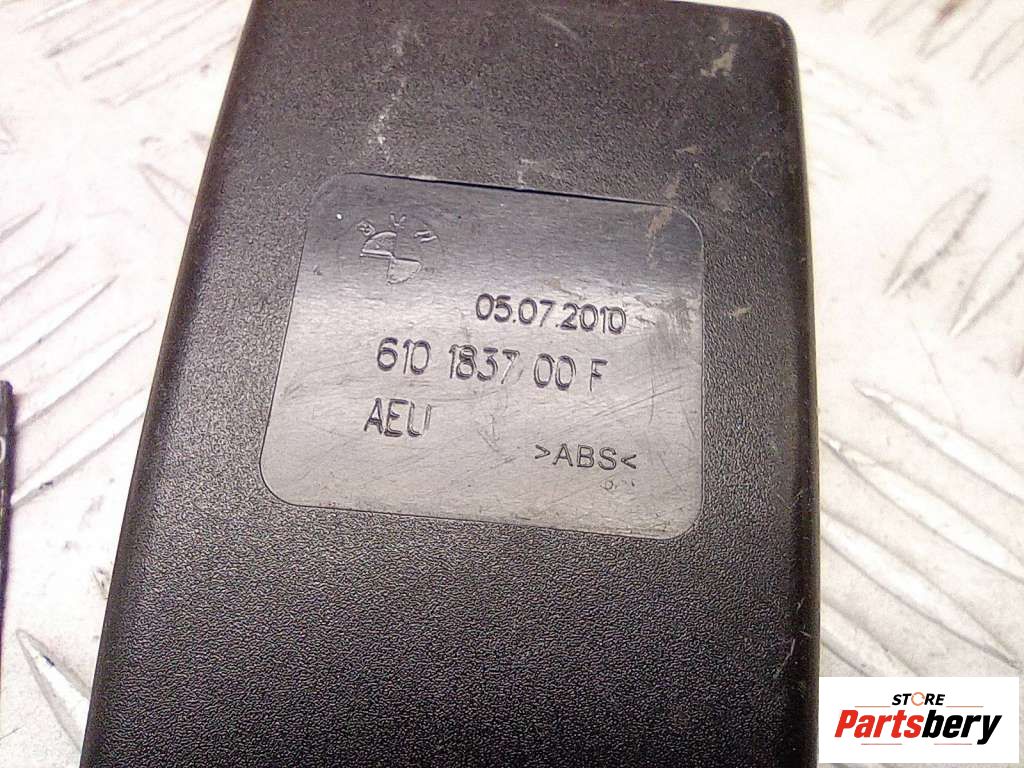 05.07.2010
610 1837 00 F
AEU
>ABS<
STORE
Partsbery